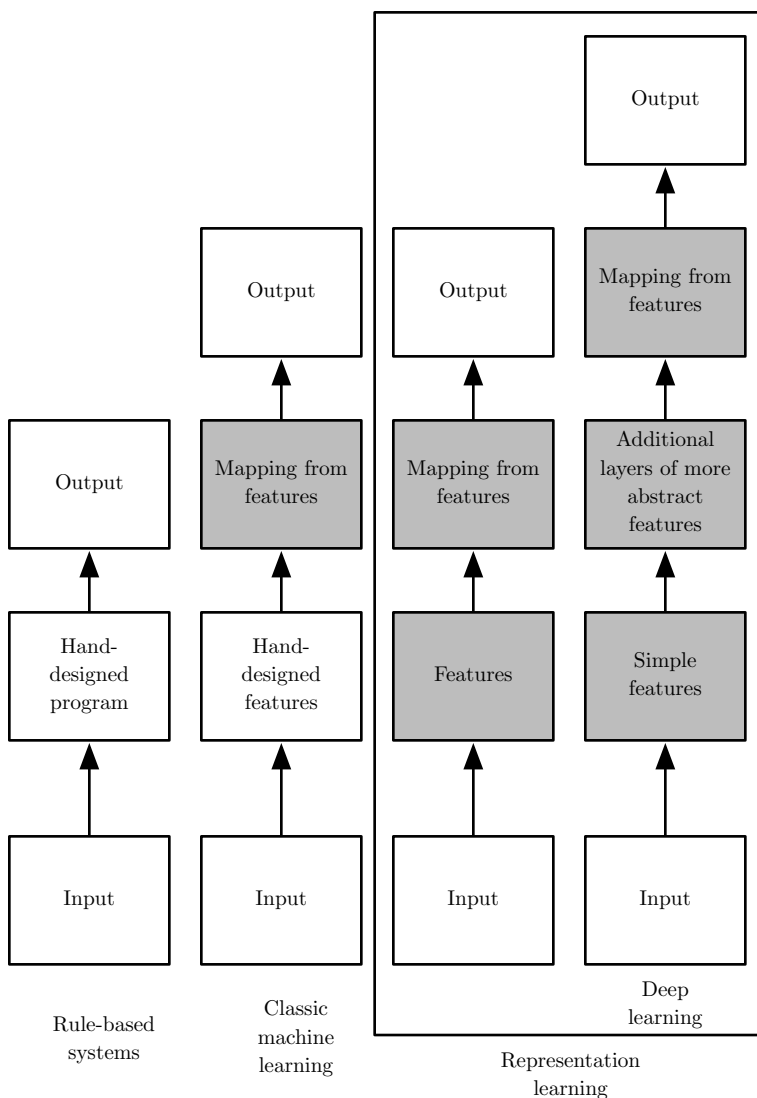 Output
Output
Output
Mapping from
features
Output
Mapping from
features
Mapping from
features
Additional
layers of more
abstract
features
Hand-
designed
program
Hand-
designed
features
Features
Simple
features
Input
Input
Input
Input
Rule-based
systems
Classic
machine
learning
Deep
learning
Representation
learning